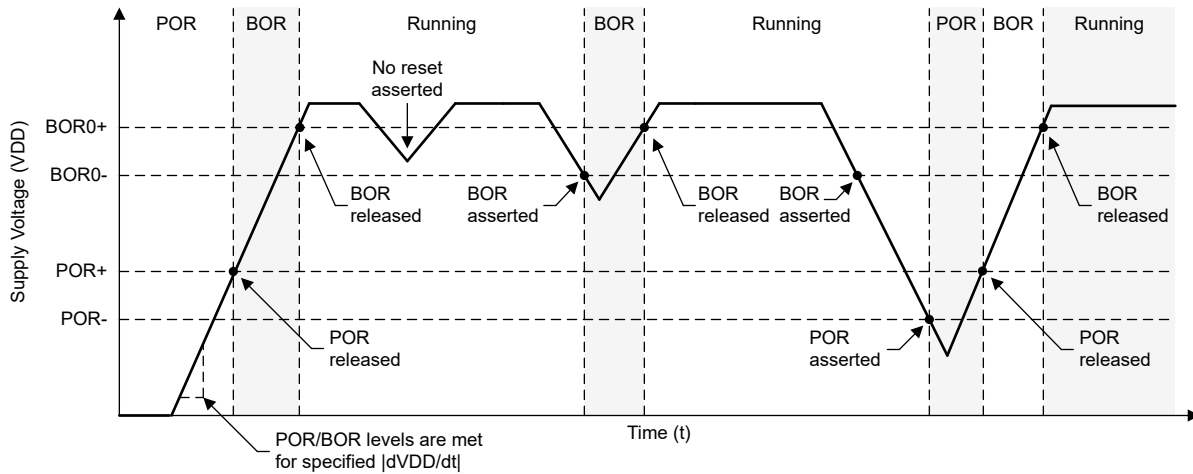 POR BOR Running BOR Running POR BOR Running
No reset
asserted
BOR0+
BOR0-
BOR
released
BOR
asserted
BOR
released
BOR
asserted
BOR
released
Supply Voltage (VDD)
POR+
POR-
POR
released
POR
asserted
POR
released
Time (t)
POR/BOR levels are met
for specified |dVDD/dt|